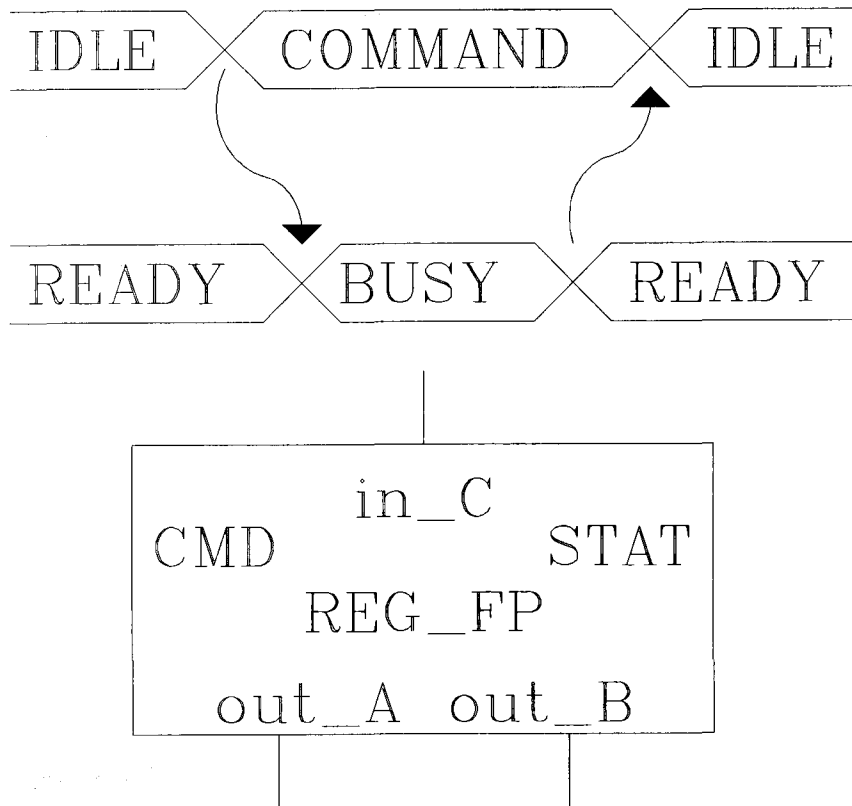 IDLE COMMAND IDLE
READY BUSY READY
in_C
CMD STAT
REG_FP
out_A out_B